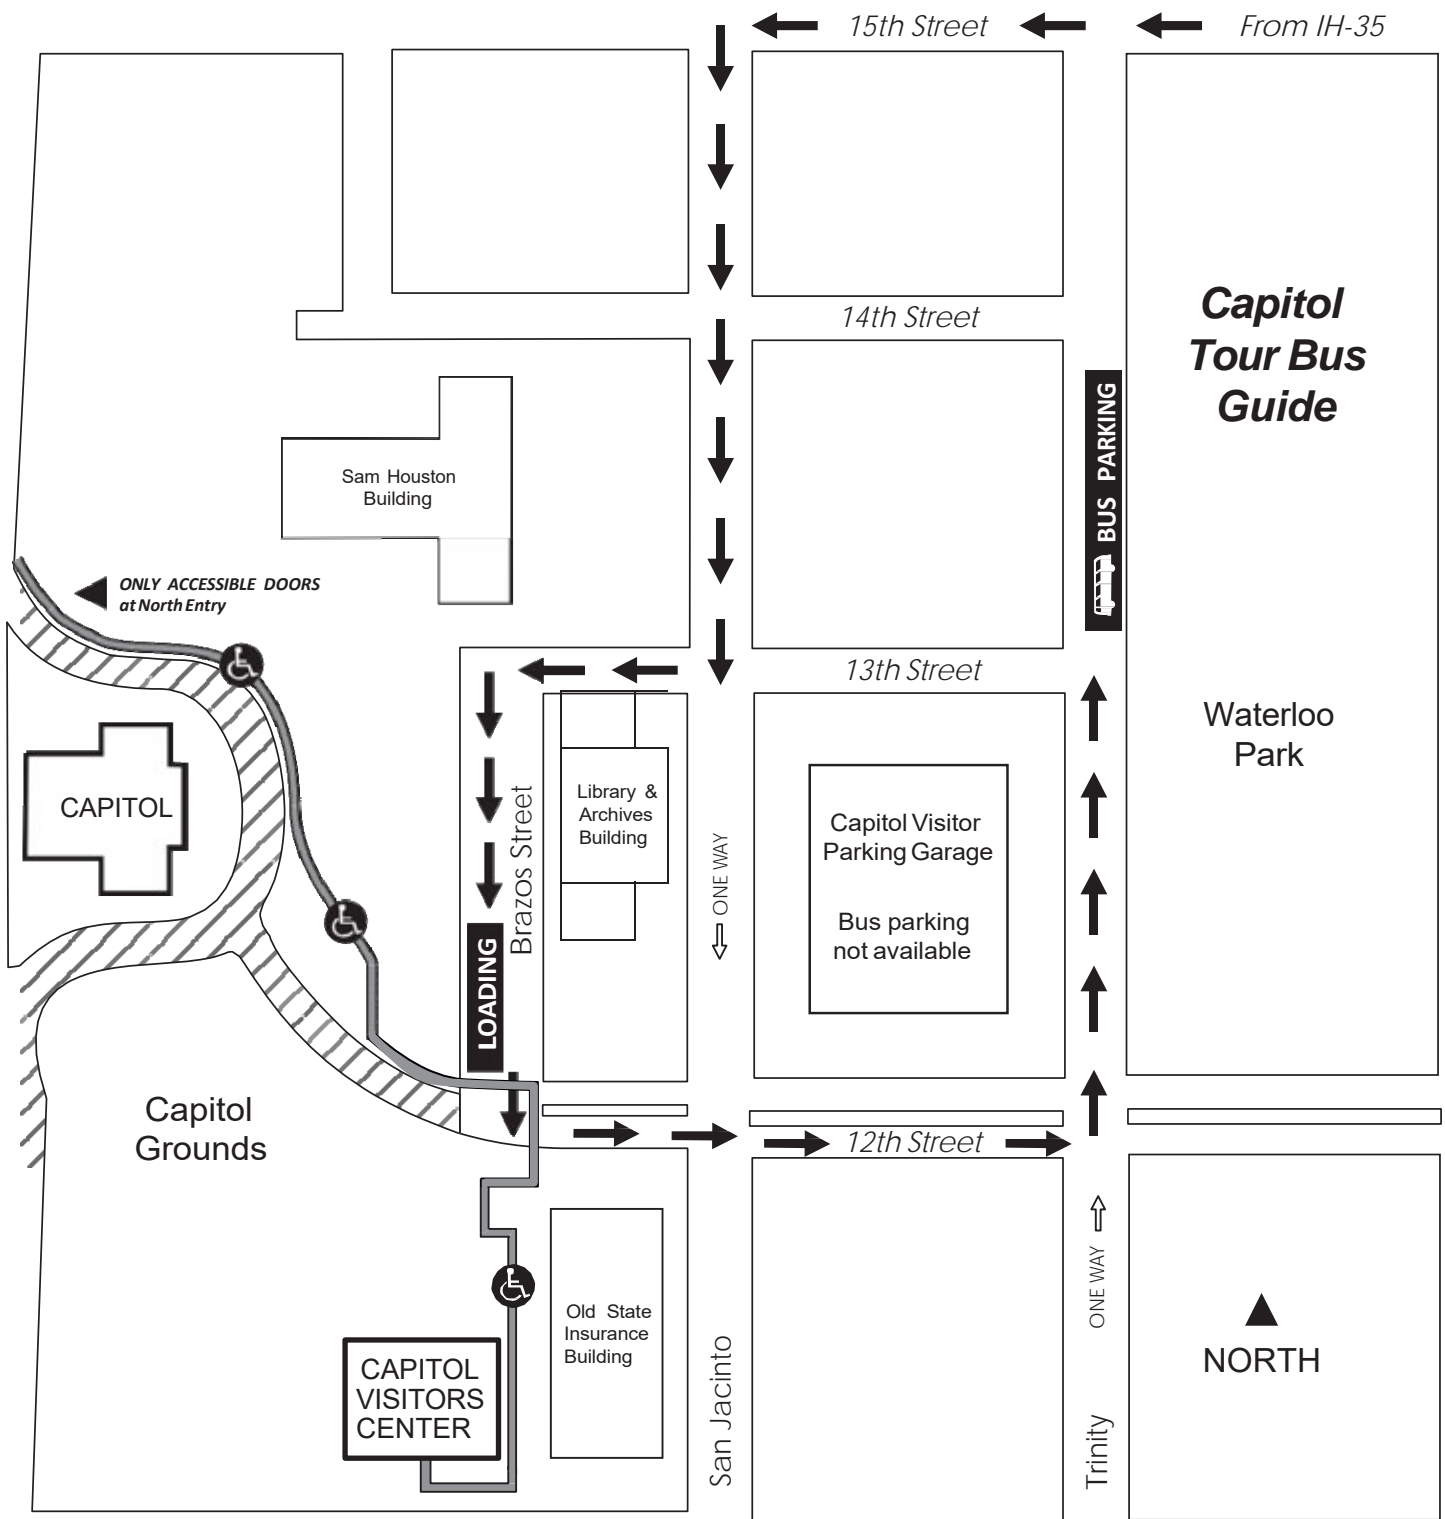 15th Street
From IH-35
Capitol
Tour Bus
Guide
14th Street
BUS PARKING
Sam Houston
Building
ONLY ACCESSIBLE DOORS
at North Entry
13th Street
Waterloo
Park
CAPITOL
Brazos Street
Library &
Archives
Building
ONE WAY
Capitol Visitor
Parking Garage
Bus parking
not available
LOADING
Capitol
Grounds
12th Street
ONE WAY
Old State
Insurance
Building
NORTH
CAPITOL
VISITORS
CENTER
San Jacinto
Trinity